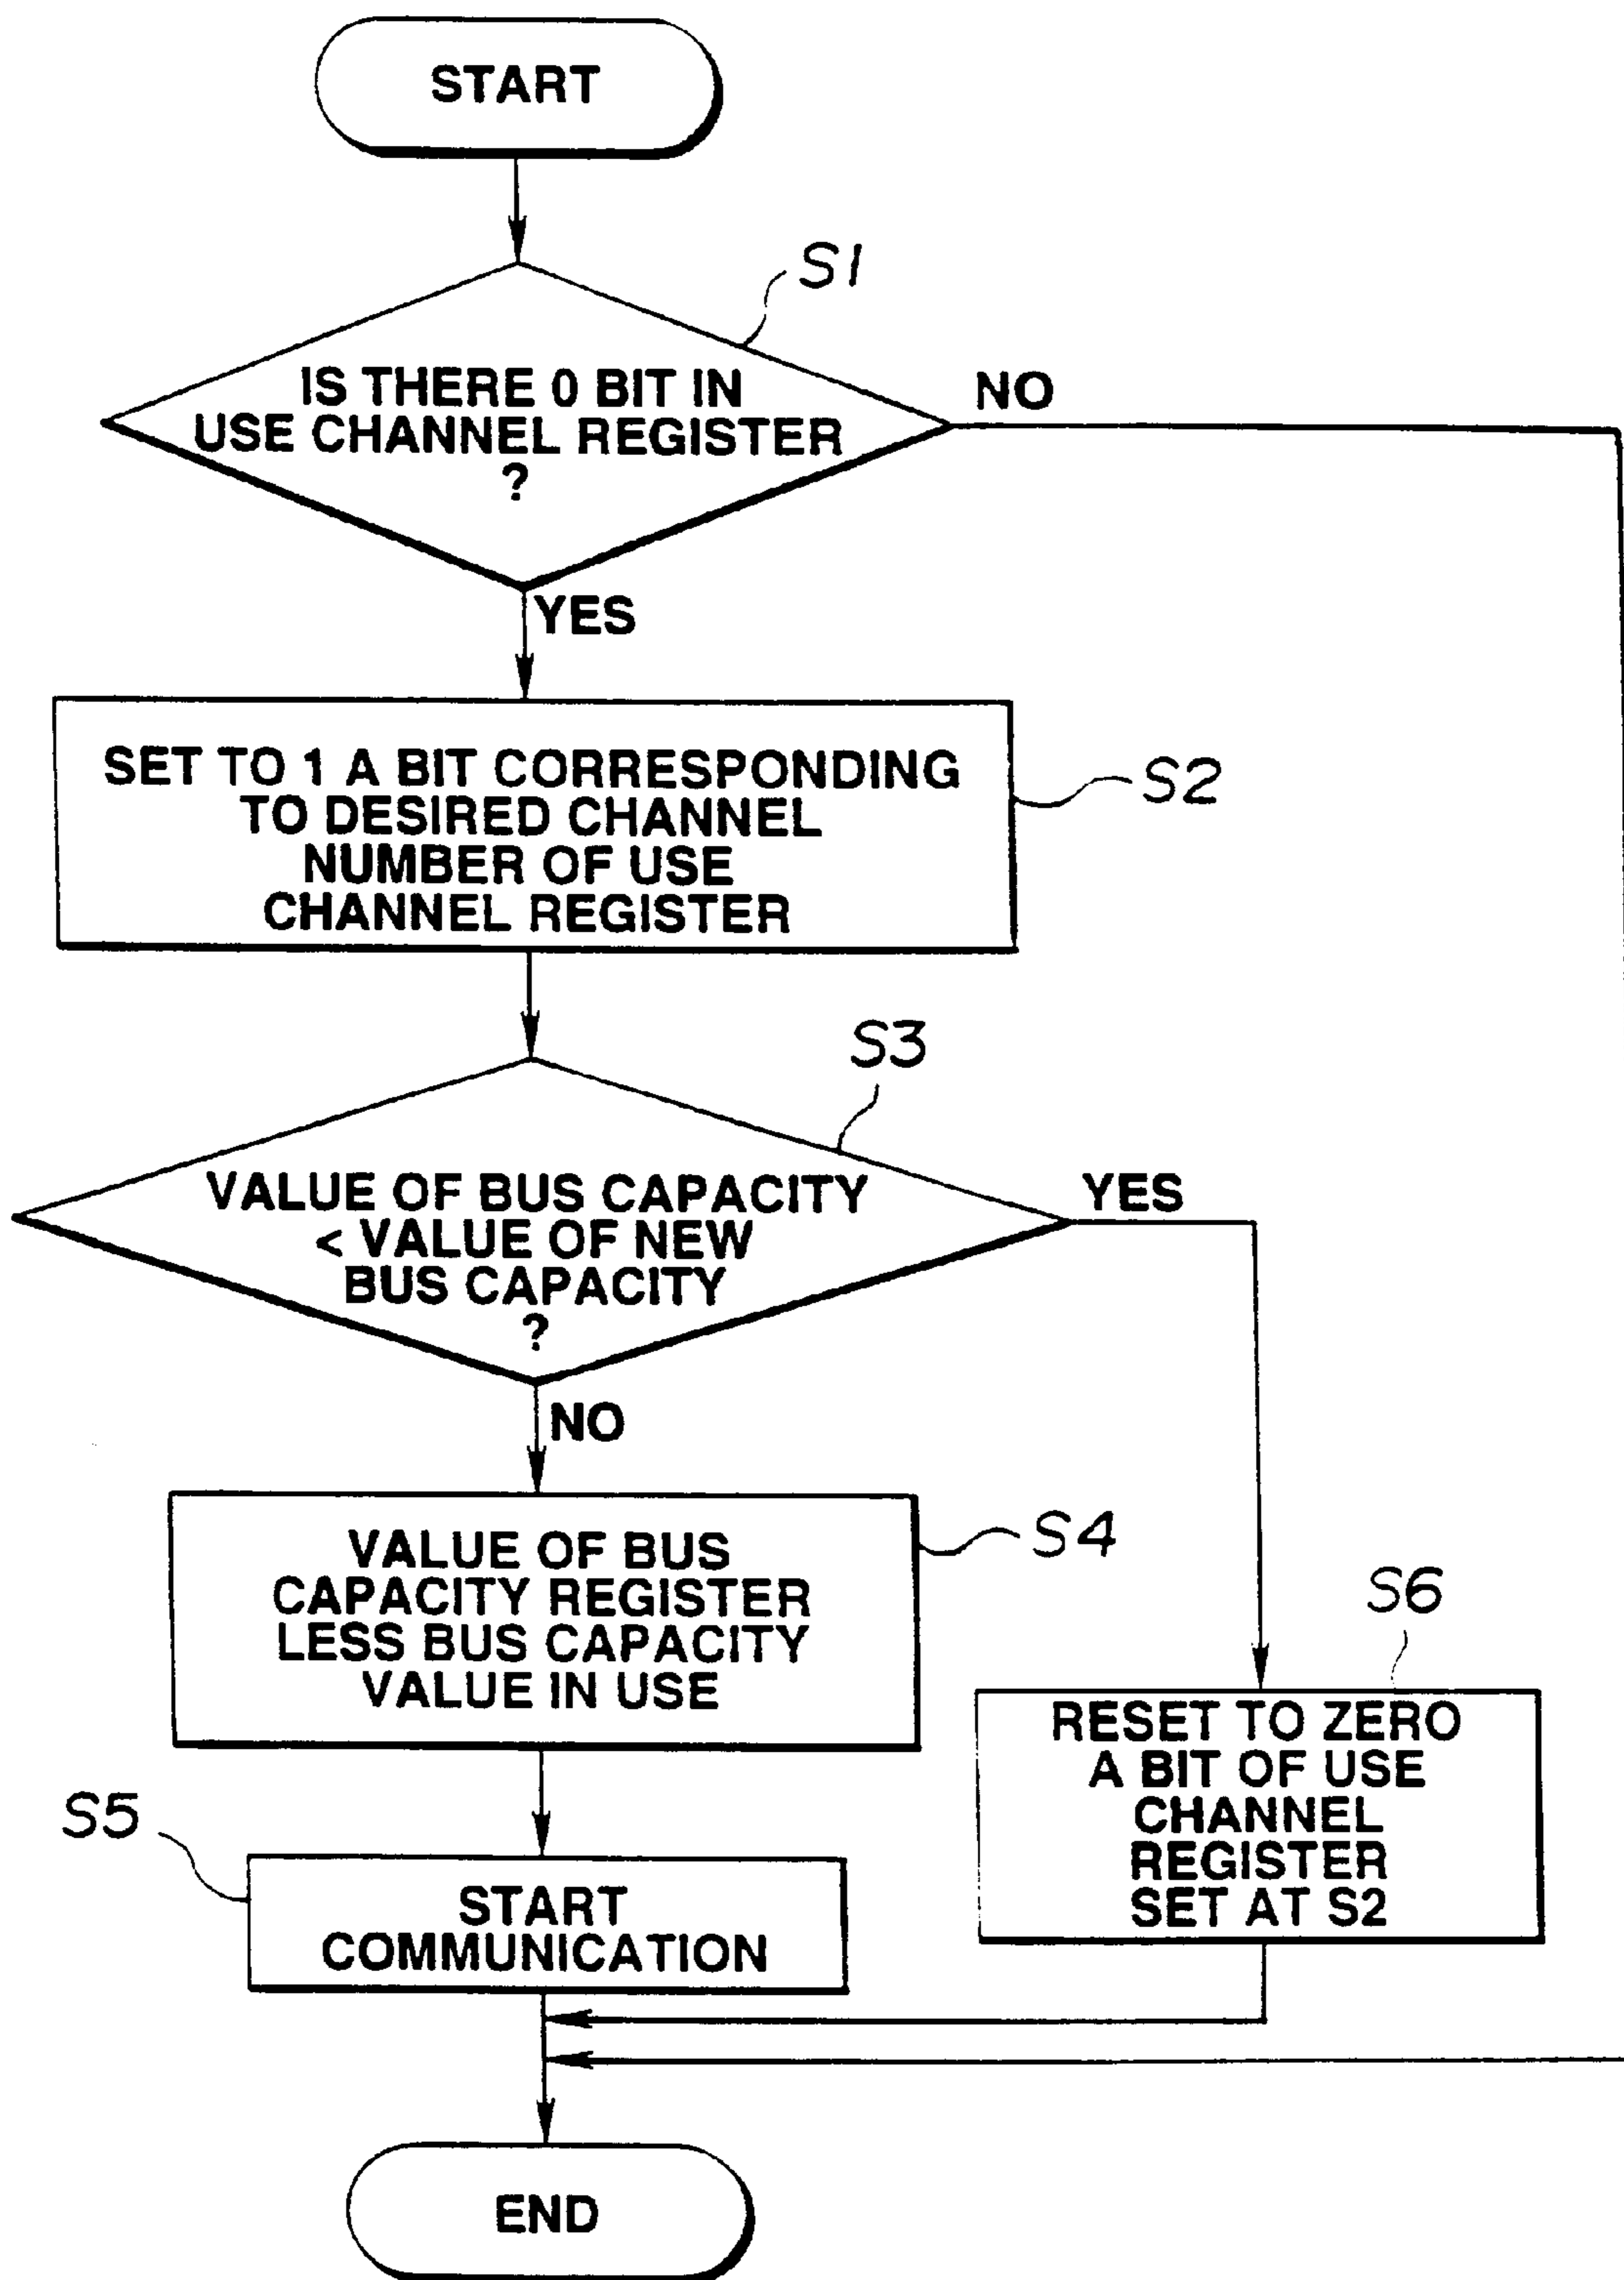 START
S1
IS THERE 0 BIT IN
USE CHANNEL REGISTER
?
NO
YES
SET TO 1 A BIT CORRESPONDING
TO DESIRED CHANNEL
NUMBER OF USE
CHANNEL REGISTER
S2
S3
VALUE OF BUS CAPACITY
< VALUE OF NEW
BUS CAPACITY
?
YES
NO
VALUE OF BUS
CAPACITY REGISTER
LESS BUS CAPACITY
VALUE IN USE
S4
S6
RESET TO ZERO
A BIT OF USE
CHANNEL
REGISTER
SET AT S2
S5
START
COMMUNICATION
END